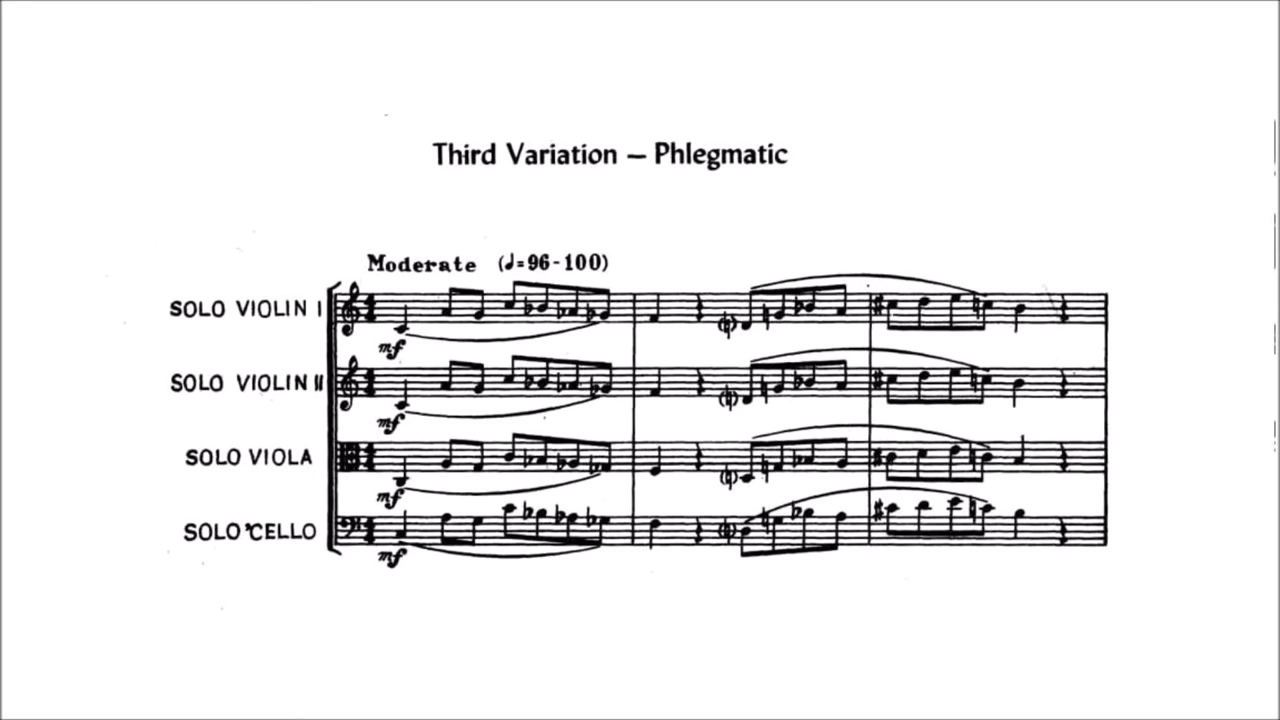 Third Variation – Phlegmatic
Moderate (♩=96-100)
SOLO VIOLIN I
mf
SOLO VIOLIN II
mf
SOLO VIOLA
mf
SOLO 'CELLO
mf